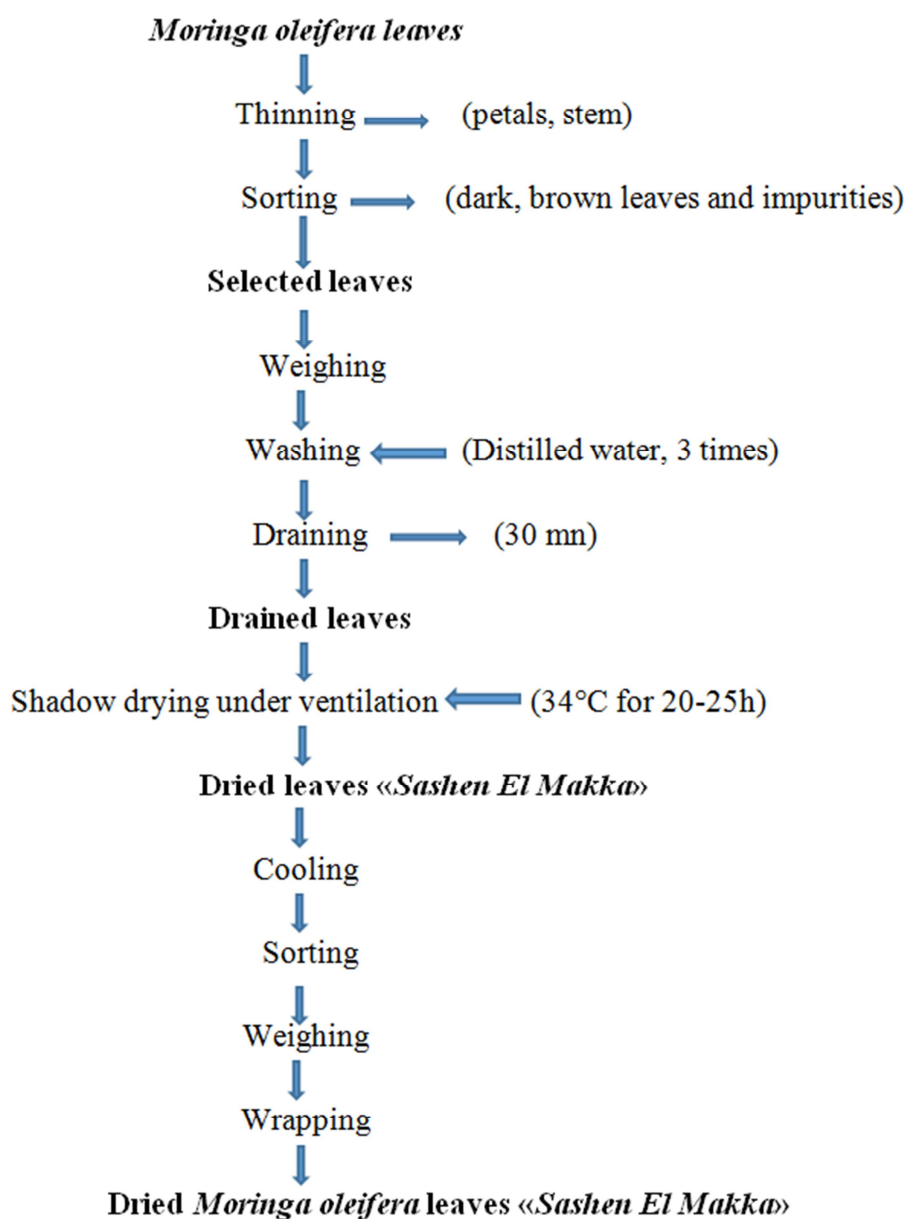 Moringa oleifera leaves
Thinning (petals, stem)
Sorting (dark, brown leaves and impurities)
Selected leaves
Weighing
Washing (Distilled water, 3 times)
Draining (30 mn)
Drained leaves
Shadow drying under ventilation (34°C for 20-25h)
Dried leaves «Sashen El Makka»
Cooling
Sorting
Weighing
Wrapping
Dried Moringa oleifera leaves «Sashen El Makka»